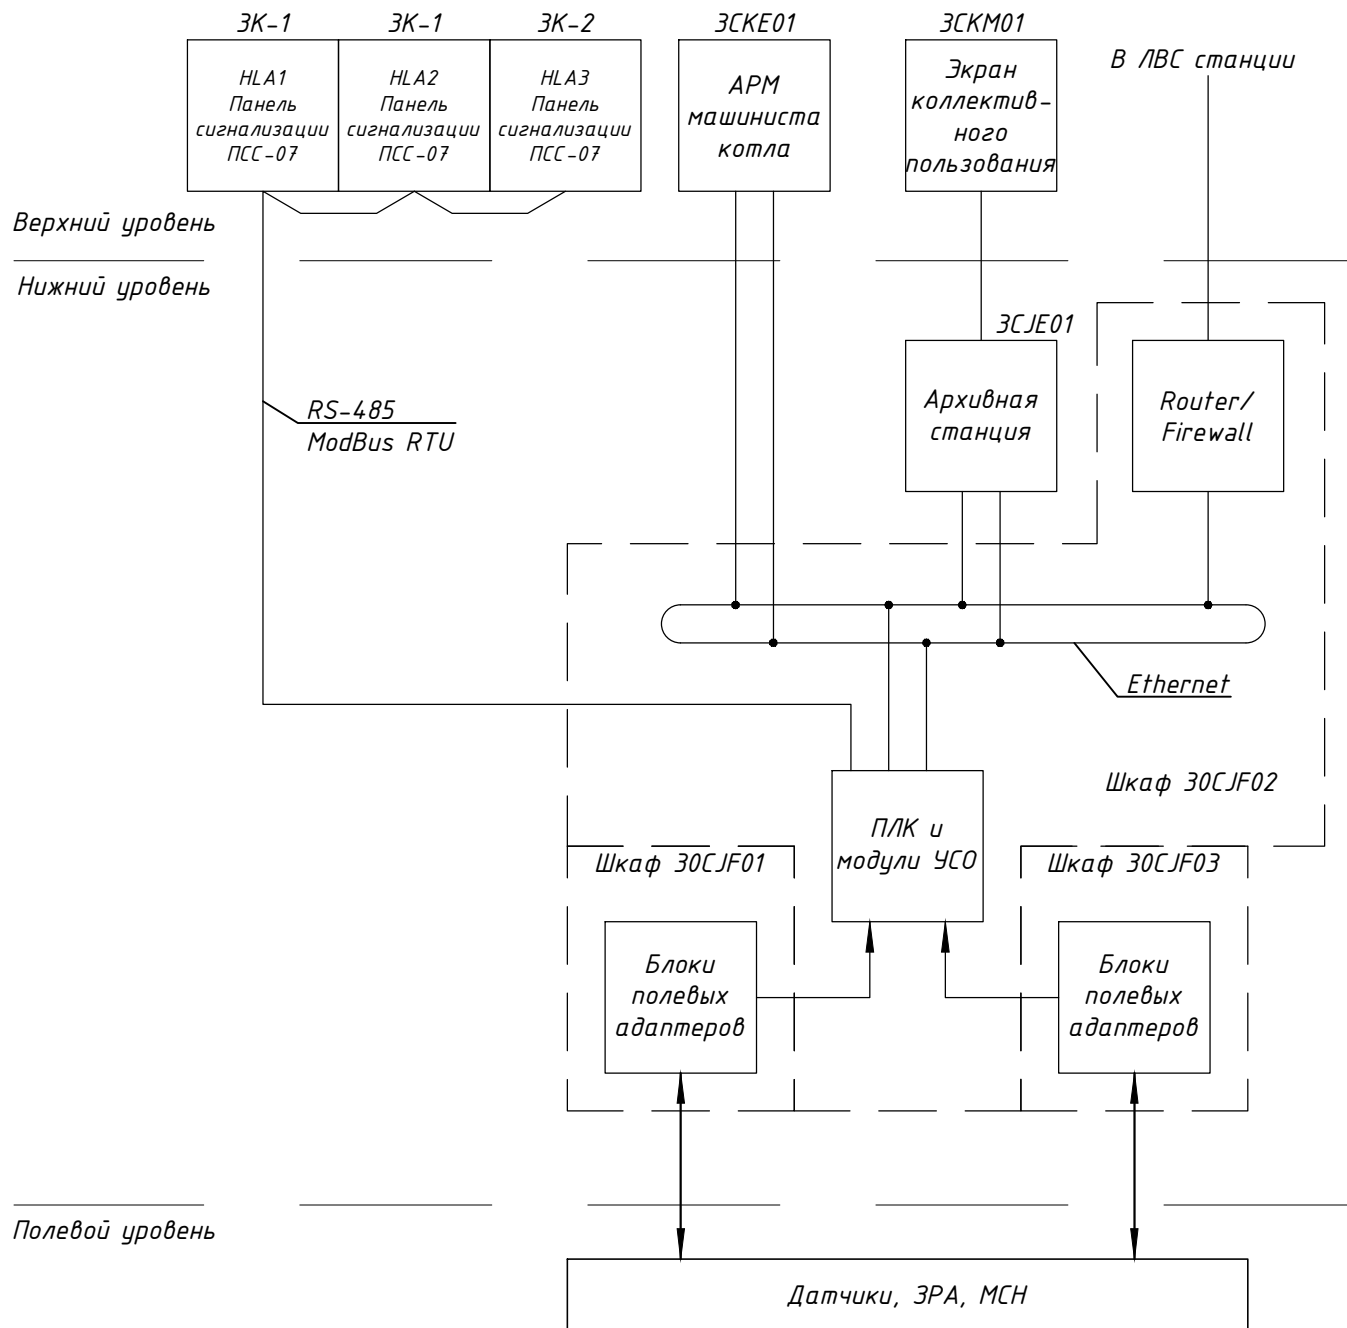 3К-1
3К-1
3К-2
3CKE01
3CKM01
HLA1
Панель
сигнализации
ПСС-07
HLA2
Панель
сигнализации
ПСС-07
HLA3
Панель
сигнализации
ПСС-07
АРМ
машиниста
котла
Экран
коллектив-
ного
пользования
В ЛВС станции
Верхний уровень
Нижний уровень
3CJE01
Архивная
станция
Router/
Firewall
RS-485
ModBus RTU
Ethernet
Шкаф 30CJF02
ПЛК и
модули УСО
Шкаф 30CJF01
Шкаф 30CJF03
Блоки
полевых
адаптеров
Блоки
полевых
адаптеров
Полевой уровень
Датчики, ЗРА, МСН